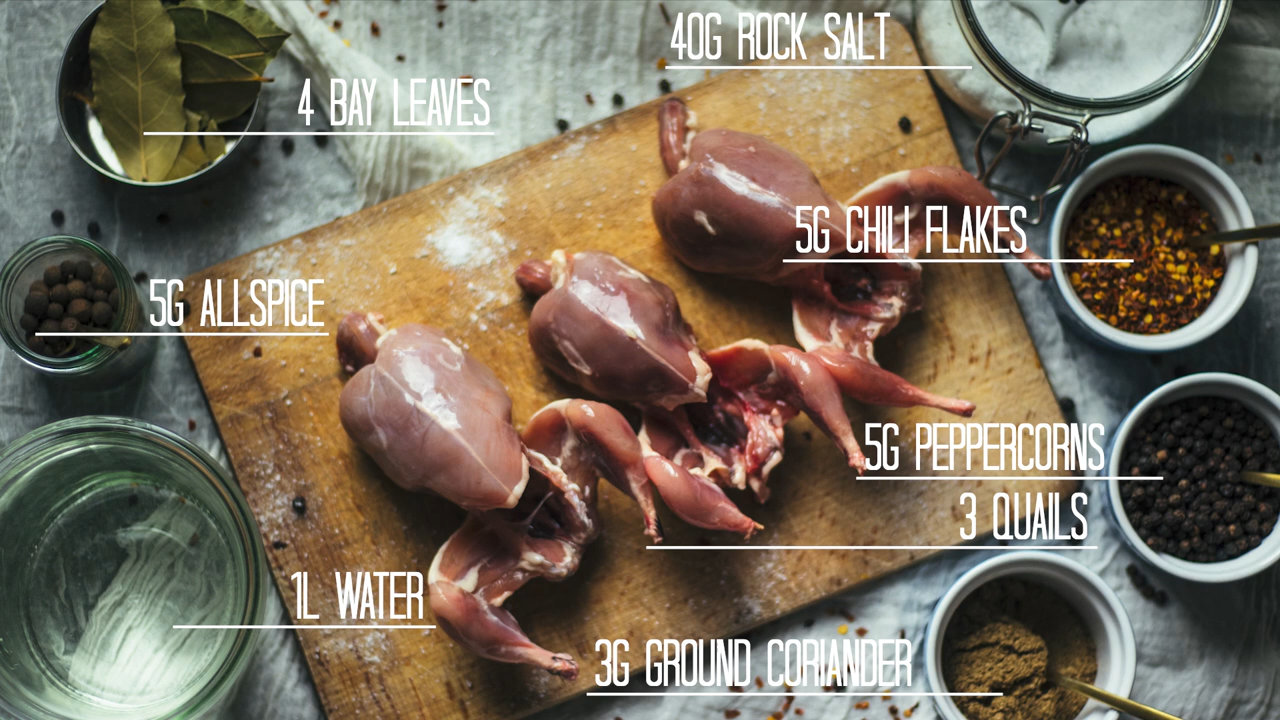 40G ROCK SALT
4 BAY LEAVES
5G CHILI FLAKES
5G ALLSPICE
5G PEPPERCORNS
3 QUAILS
1L WATER
3G GROUND CORIANDER